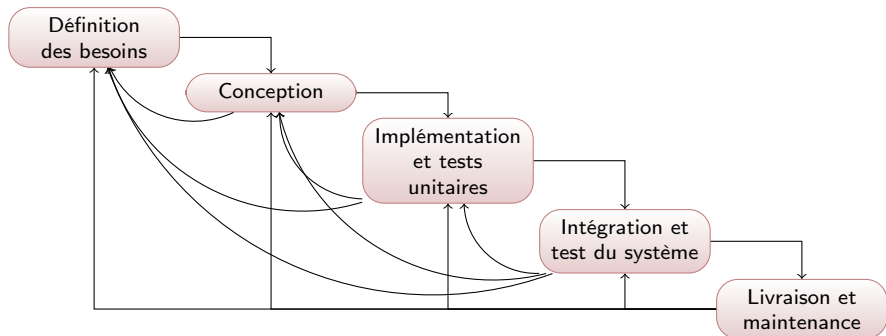 Définition
des besoins
Conception
Implémentation
et tests
unitaires
Intégration et
test du système
Livraison et
maintenance